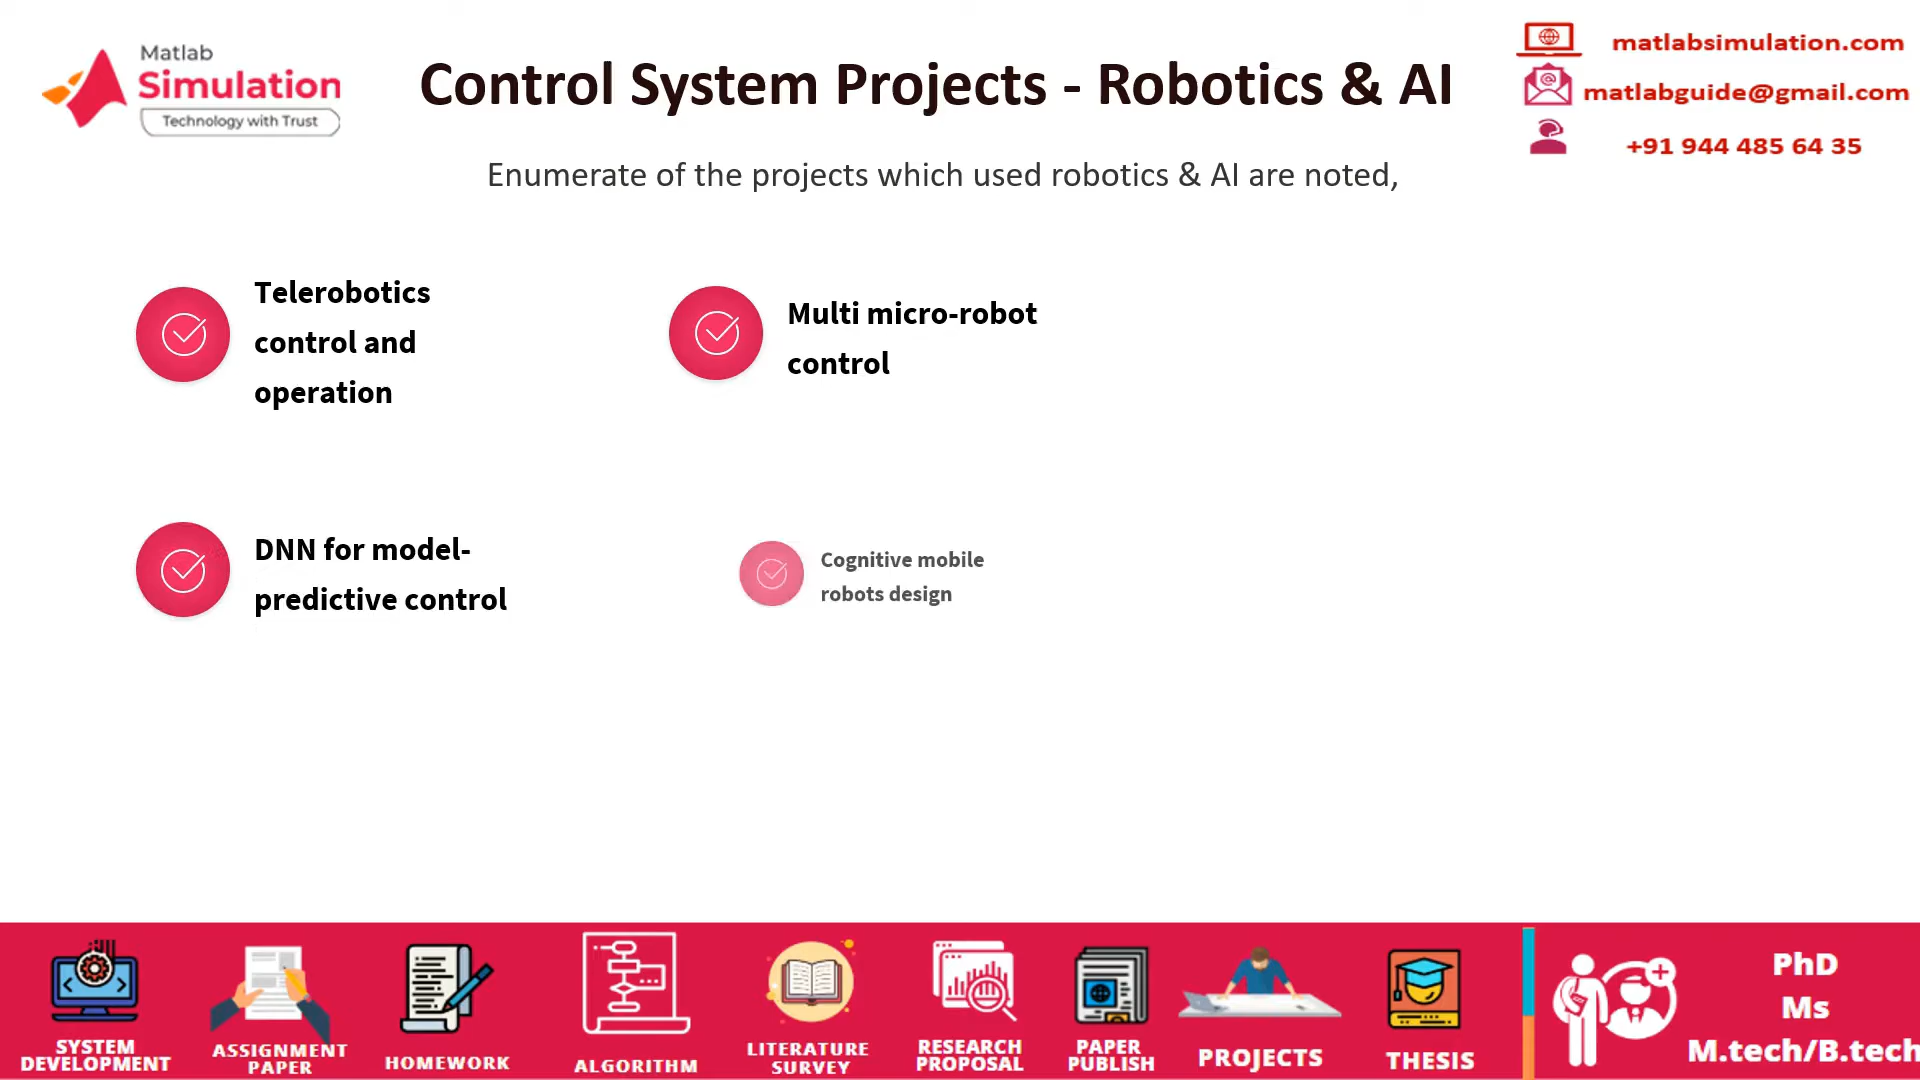 Matlab
Simulation
Technology with Trust
Control System Projects - Robotics & AI
matlabsimulation.com
matlabguide@gmail.com
+91 944 485 64 35
Enumerate of the projects which used robotics & AI are noted,
Telerobotics
control and
operation
Multi micro-robot
control
DNN for model-
predictive control
Cognitive mobile
robots design
SYSTEM
DEVELOPMENT
ASSIGNMENT
PAPER
HOMEWORK
ALGORITHM
LITERATURE
SURVEY
RESEARCH
PROPOSAL
PAPER
PUBLISH
PROJECTS
THESIS
PhD
Ms
M.tech/B.tech